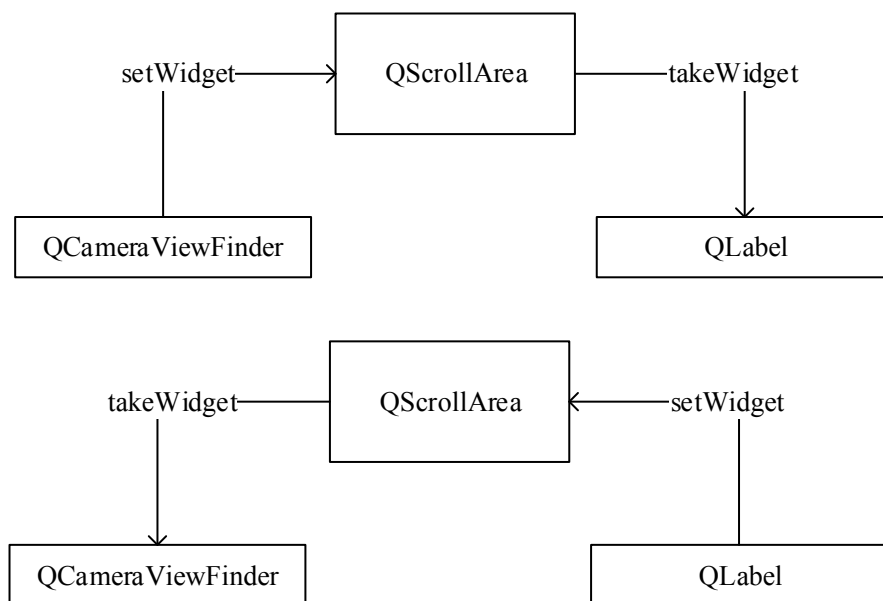 setWidget
QScrollArea
takeWidget
QCameraViewFinder
QLabel
takeWidget
QScrollArea
setWidget
QCameraViewFinder
QLabel